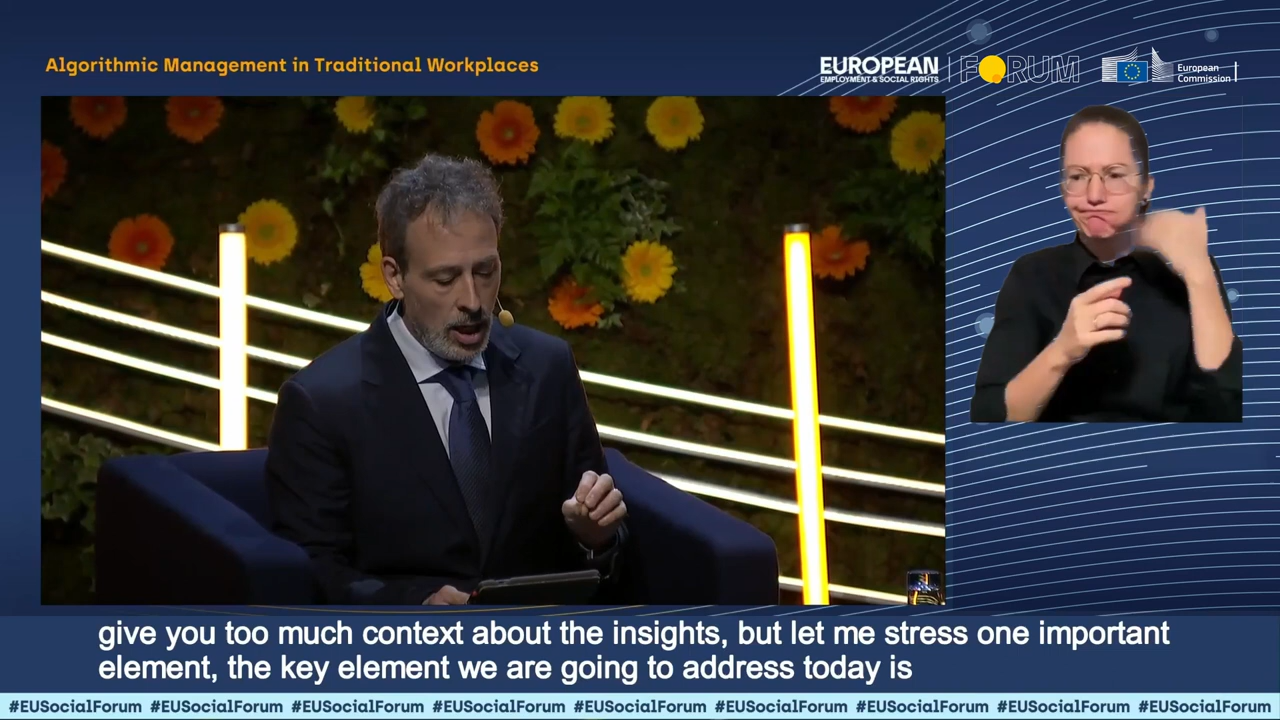 Algorithmic Management in Traditional Workplaces
EUROPEAN
EMPLOYMENT & SOCIAL RIGHTS
FORUM
European
Commission
give you too much context about the insights, but let me stress one important
element, the key element we are going to address today is
#EUSocialForum #EUSocialForum #EUSocialForum #EUSocialForum #EUSocialForum #EUSocialForum #EUSocialForum #EUSocialForum #EUSocialForum